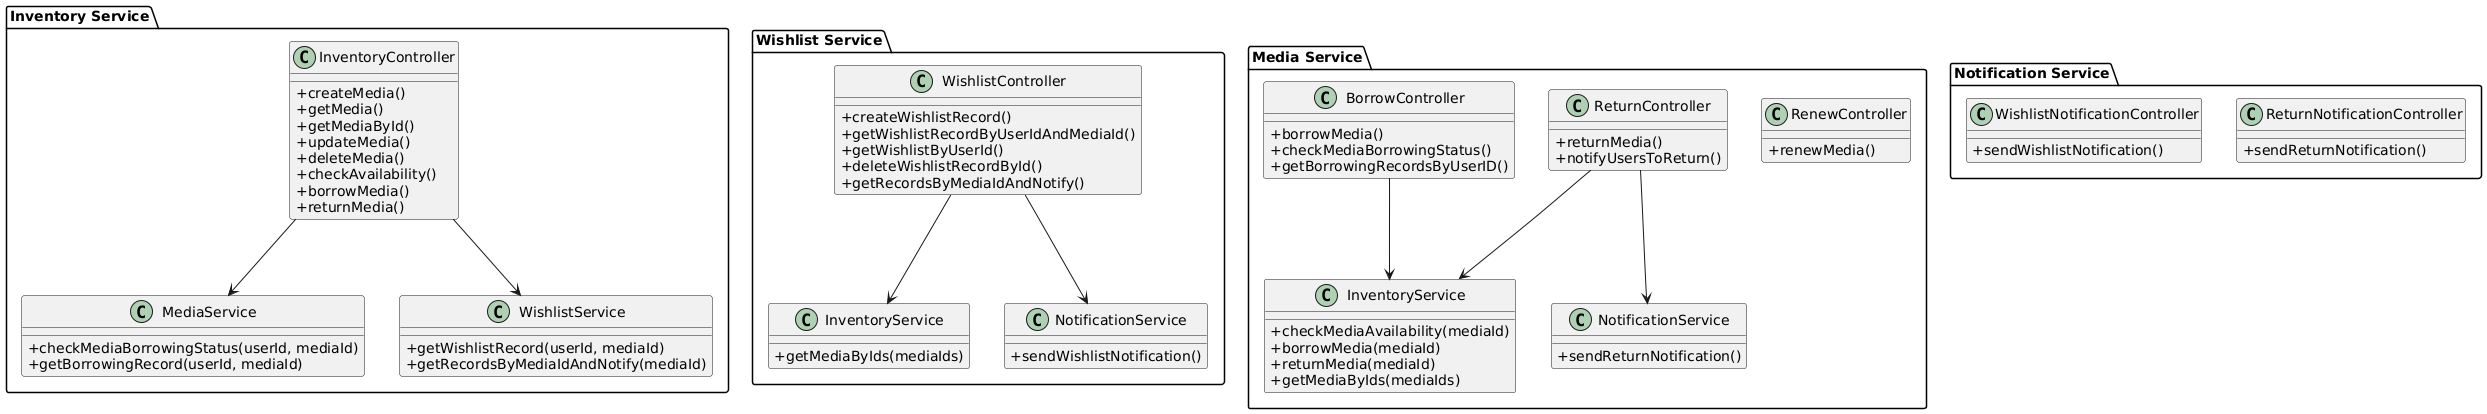 Inventory Service
C InventoryController
+createMedia()
+getMedia()
+getMediaById()
+updateMedia()
+deleteMedia()
+checkAvailability()
+borrowMedia()
+returnMedia()
C MediaService
+checkMediaBorrowingStatus(userId, mediaId)
+getBorrowingRecord(userId, mediaId)
C WishlistService
+getWishlistRecord(userId, mediaId)
+getRecordsByMediaIdAndNotify(mediaId)
Wishlist Service
C WishlistController
+createWishlistRecord()
+getWishlistRecordByUserIdAndMediaId()
+getWishlistByUserId()
+deleteWishlistRecordById()
+getRecordsByMediaIdAndNotify()
C InventoryService
+getMediaByIds(mediaIds)
C NotificationService
+sendWishlistNotification()
Media Service
C BorrowController
+borrowMedia()
+checkMediaBorrowingStatus()
+getBorrowingRecordsByUserID()
C ReturnController
+returnMedia()
+notifyUsersToReturn()
C RenewController
+renewMedia()
C InventoryService
+checkMediaAvailability(mediaId)
+borrowMedia(mediaId)
+returnMedia(mediaId)
+getMediaByIds(mediaIds)
C NotificationService
+sendReturnNotification()
Notification Service
C WishlistNotificationController
+sendWishlistNotification()
C ReturnNotificationController
+sendReturnNotification()